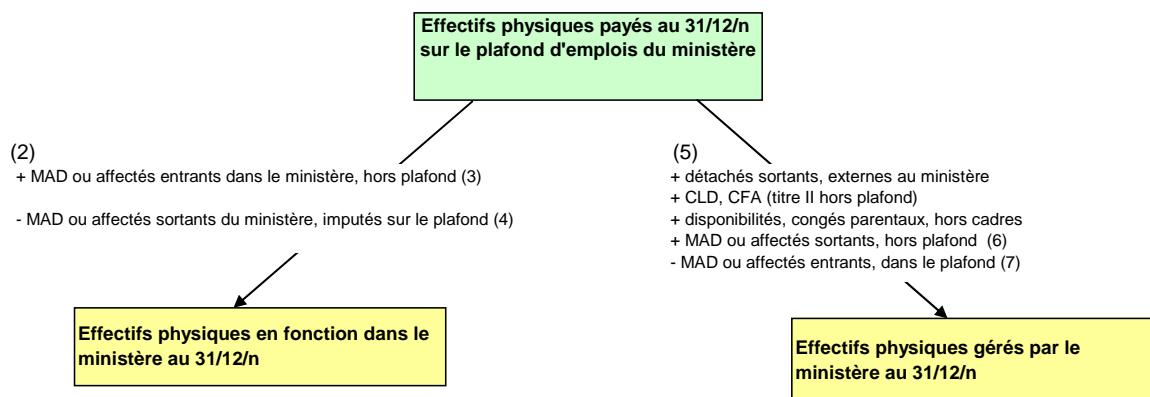 Effectifs physiques payés au 31/12/n
sur le plafond d'emplois du ministère
(2)
+ MAD ou affectés entrants dans le ministère, hors plafond (3)
- MAD ou affectés sortants du ministère, imputés sur le plafond (4)
(5)
+ détachés sortants, externes au ministère
+ CLD, CFA (titre II hors plafond)
+ disponibilités, congés parentaux, hors cadres
+ MAD ou affectés sortants, hors plafond (6)
- MAD ou affectés entrants, dans le plafond (7)
Effectifs physiques en fonction dans le
ministère au 31/12/n
Effectifs physiques gérés par le
ministère au 31/12/n